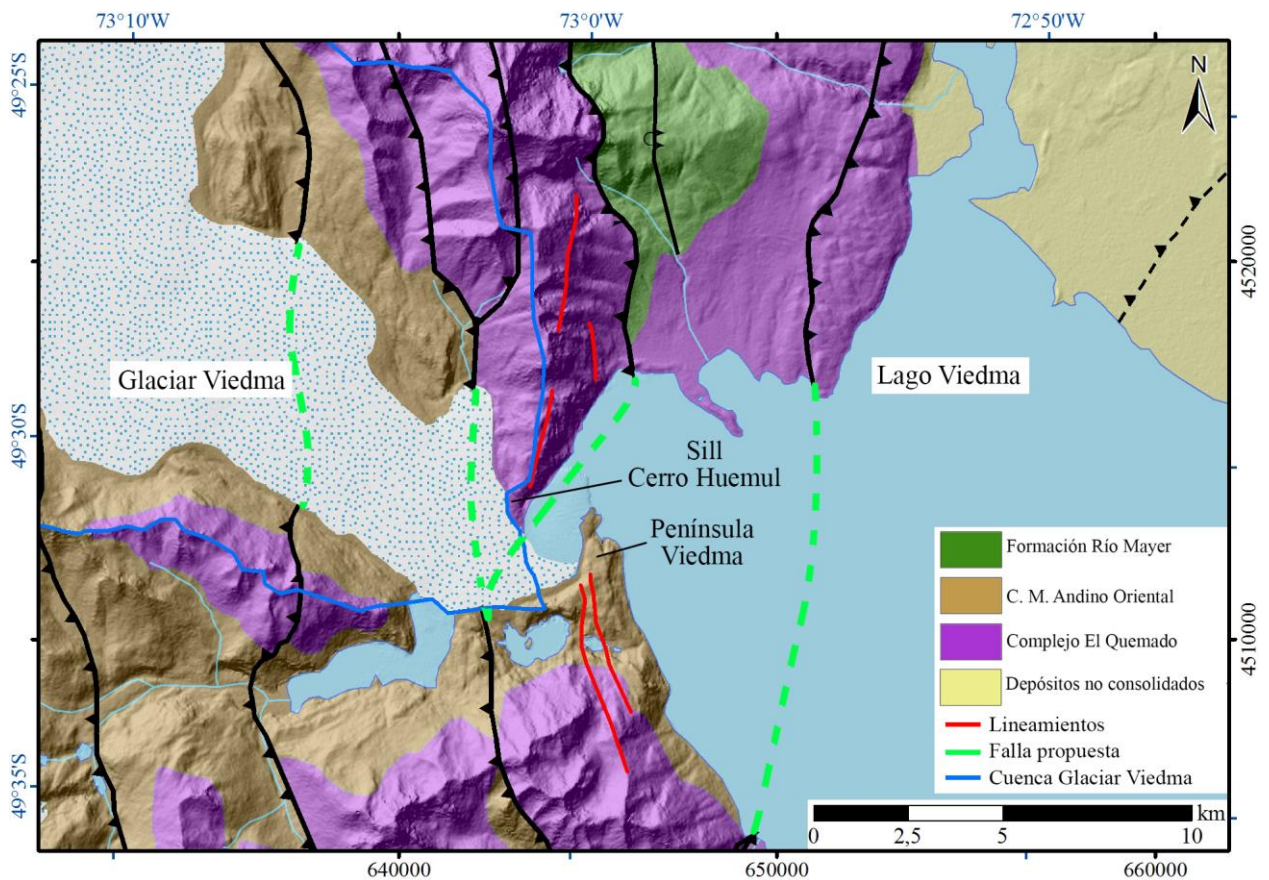 73°10'W
73°0'W
72°50'W
49°25'S
N
4520000
Glaciar Viedma
Lago Viedma
49°30'S
Sill
Cerro Huemul
Península
Viedma
Formación Río Mayer
C. M. Andino Oriental
Complejo El Quemado
4510000
Depósitos no consolidados
Lineamientos
Falla propuesta
Cuenca Glaciar Viedma
49°35'S
km
0
2,5
5
10
640000
650000
660000